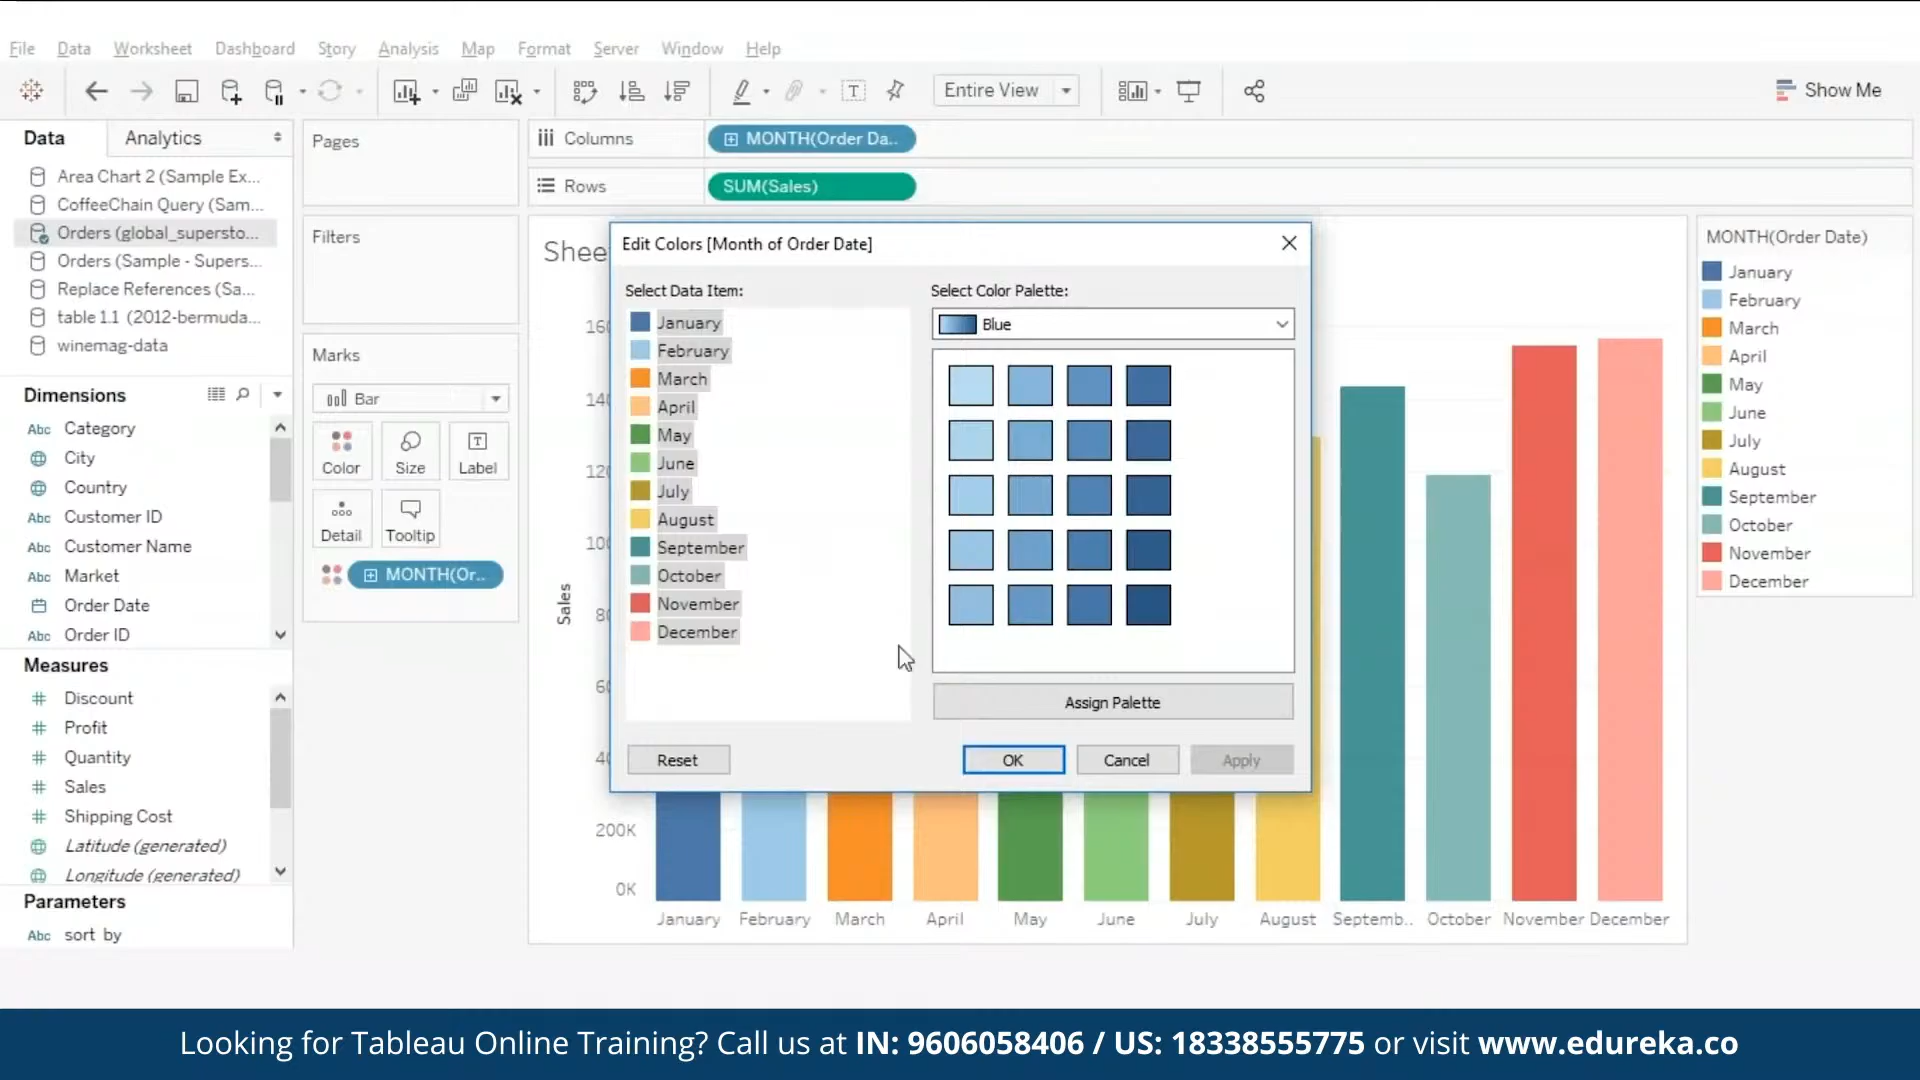 File Data Worksheet Dashboard Story Analysis Map Format Server Window Help
Entire View
Show Me
Data Analytics
Area Chart 2 (Sample Ex...
CoffeeChain Query (Sam...
Orders (global_supersto...
Orders (Sample - Supers...
Replace References (Sa...
table 1.1 (2012-bermuda...
winemag-data
Dimensions
Abc Category
City
Country
Abc Customer ID
Abc Customer Name
Abc Market
Order Date
Abc Order ID
Measures
Discount
Profit
Quantity
Sales
Shipping Cost
Latitude (generated)
Longitude (generated)
Parameters
Abc sort by
Pages
Filters
Marks
Bar
Color Size Label
Detail Tooltip
MONTH(Or..
Columns MONTH(Order Da..
Rows SUM(Sales)
Edit Colors [Month of Order Date]
Select Data Item:
January
February
March
April
May
June
July
August
September
October
November
December
Select Color Palette:
Blue
Assign Palette
Reset OK Cancel Apply
Sales
200K
0K
January February March April May June July August Septemb.. October November December
MONTH(Order Date)
January
February
March
April
May
June
July
August
September
October
November
December
Looking for Tableau Online Training? Call us at IN: 9606058406 / US: 18338555775 or visit www.edureka.co